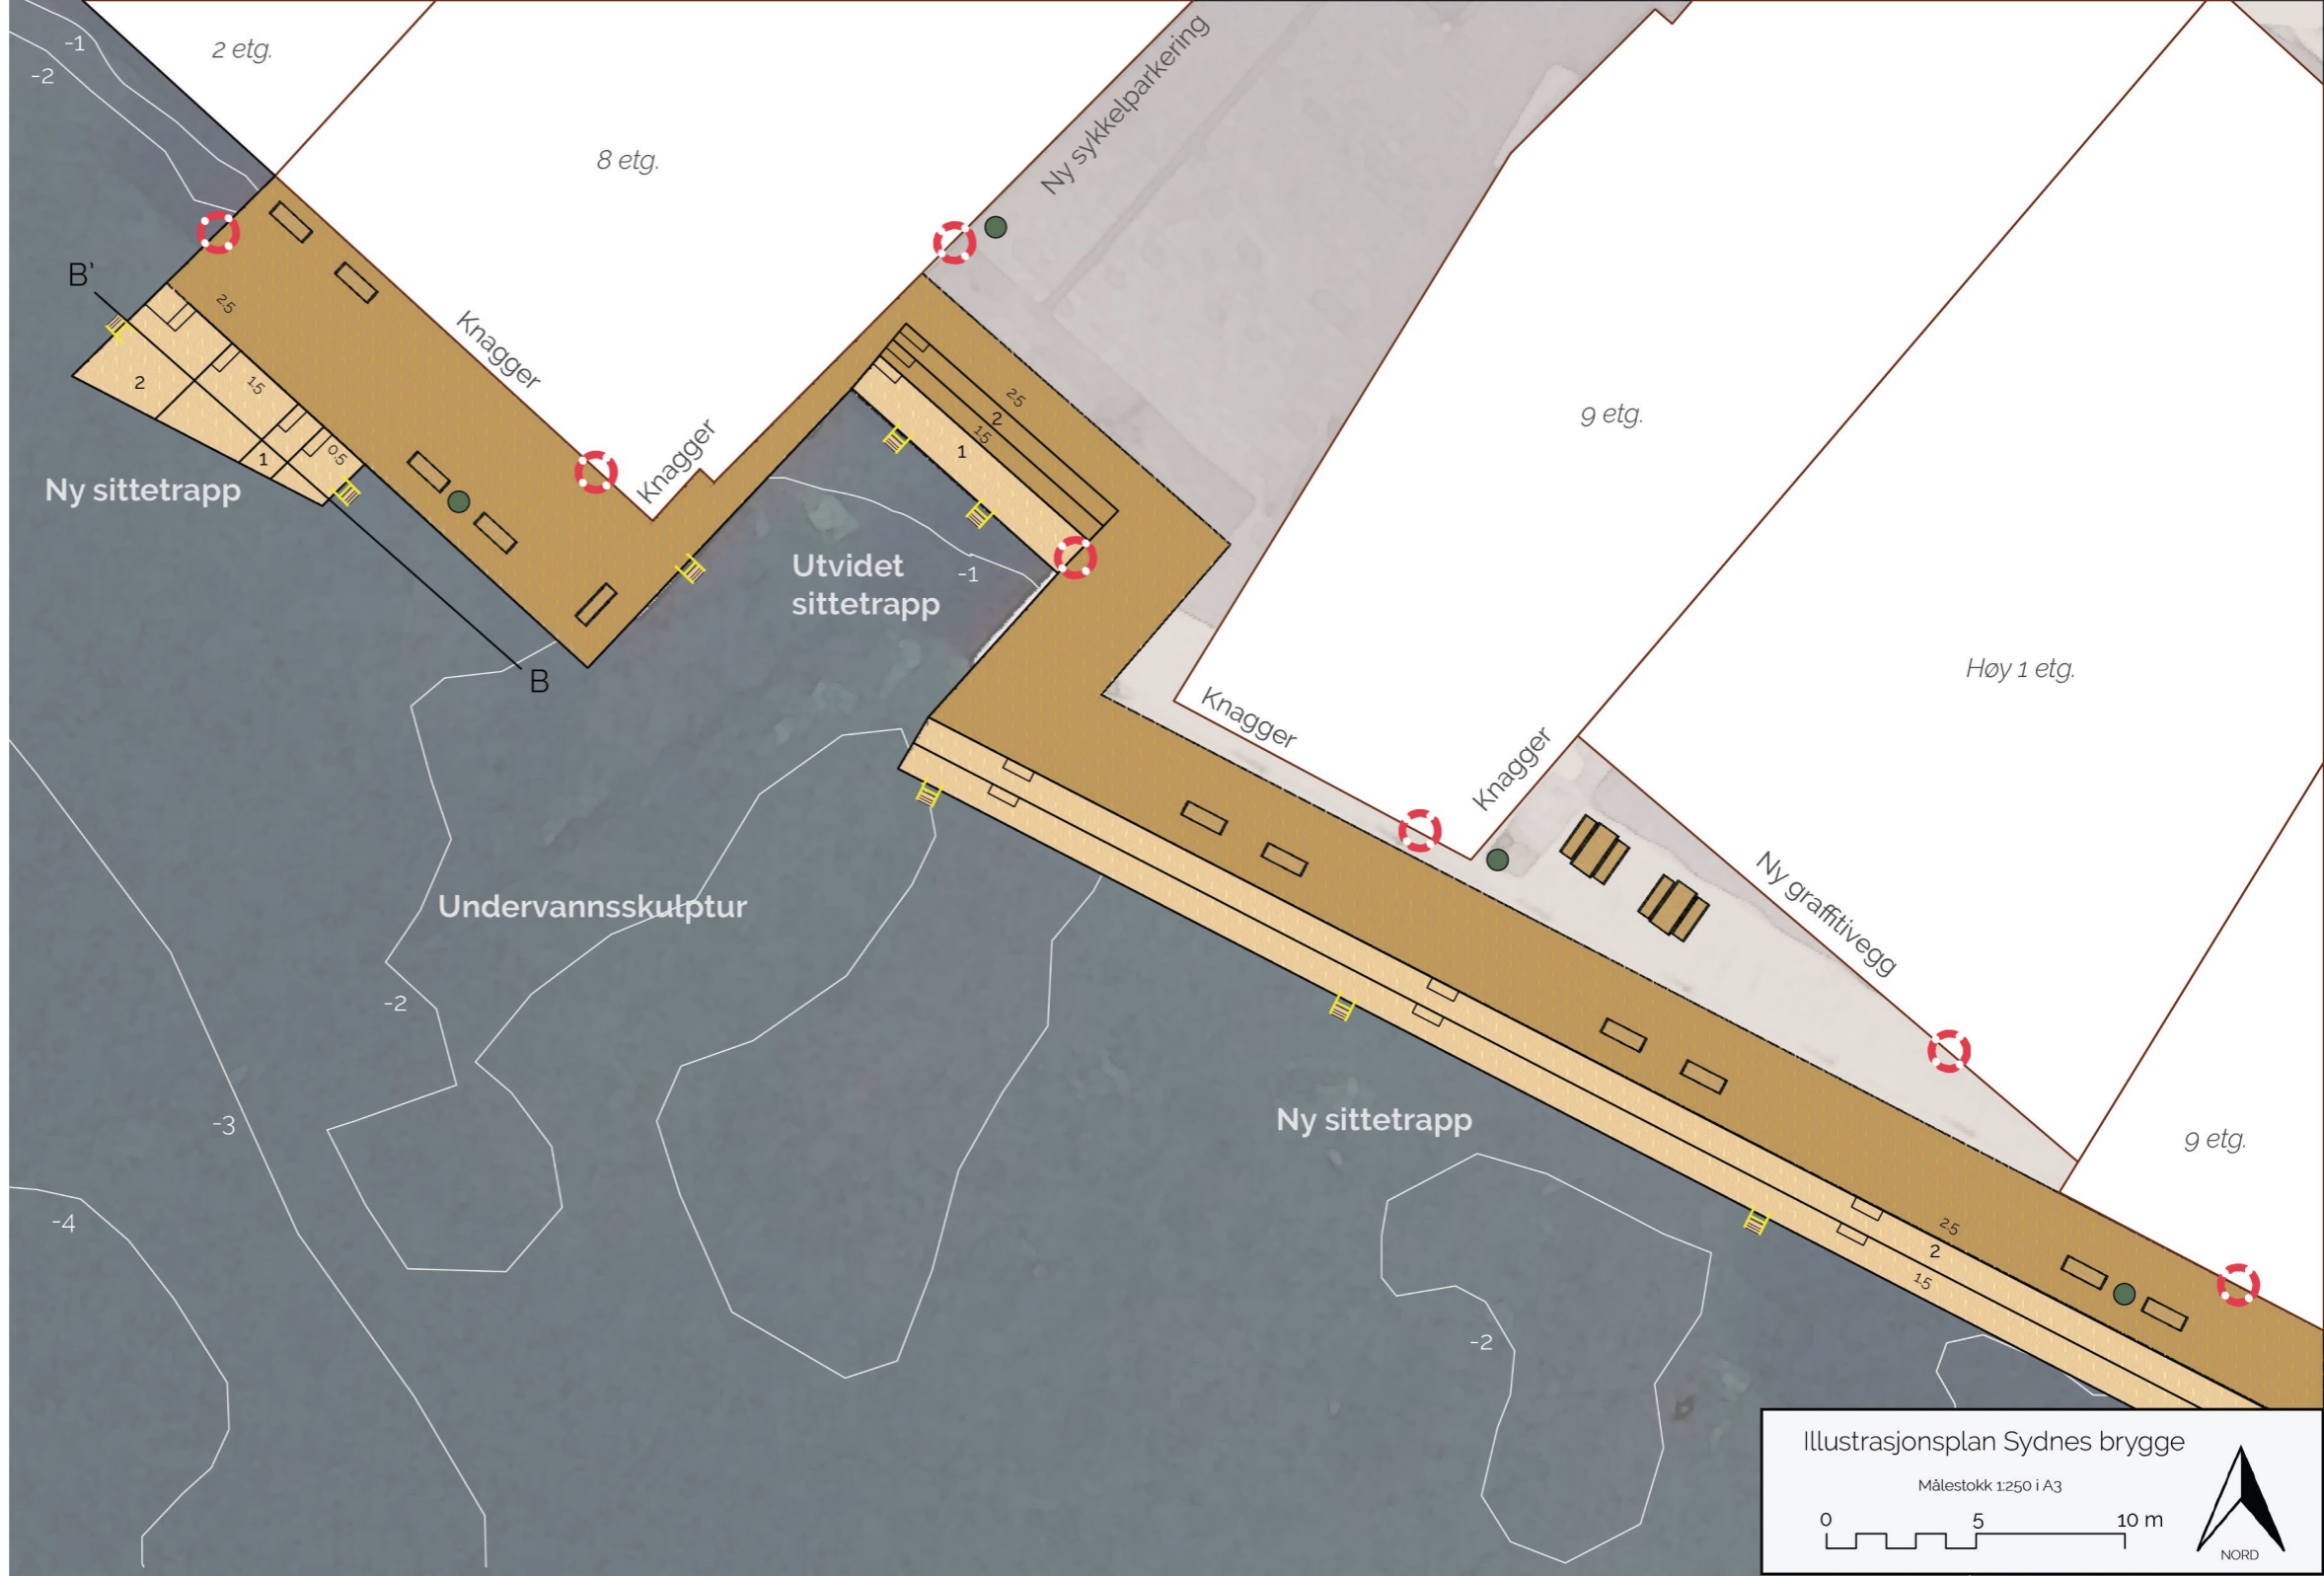 -1
2 etg.
-2
Ny sykkelparkering
8 etg.
B'
2.5
Knagger
1.5
2
Knagger
2.5
2
1.5
1
9 etg.
0.5
1
Ny sittetrapp
Utvidet
sittetrapp
-1
B
Høy 1 etg.
Knagger
Knagger
Undervannsskulptur
Ny graffitivegg
-2
-3
Ny sittetrapp
9 etg.
-4
2.5
2
1.5
-2
Illustrasjonsplan Sydnes brygge
Målestokk 1:250 i A3
0 5 10 m
NORD